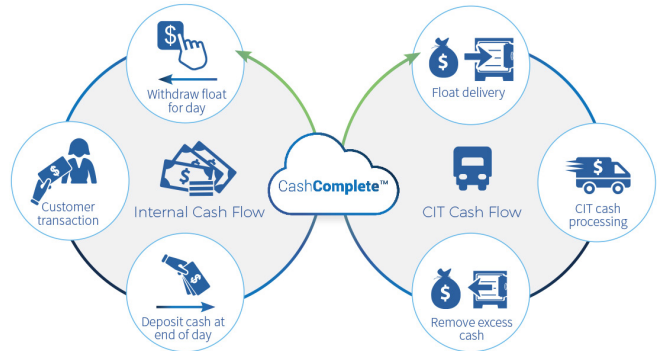 Withdraw float
for day
Float delivery
Customer
transaction
Internal Cash Flow
CashComplete™
CIT Cash Flow
CIT cash
processing
Deposit cash at
end of day
Remove excess
cash